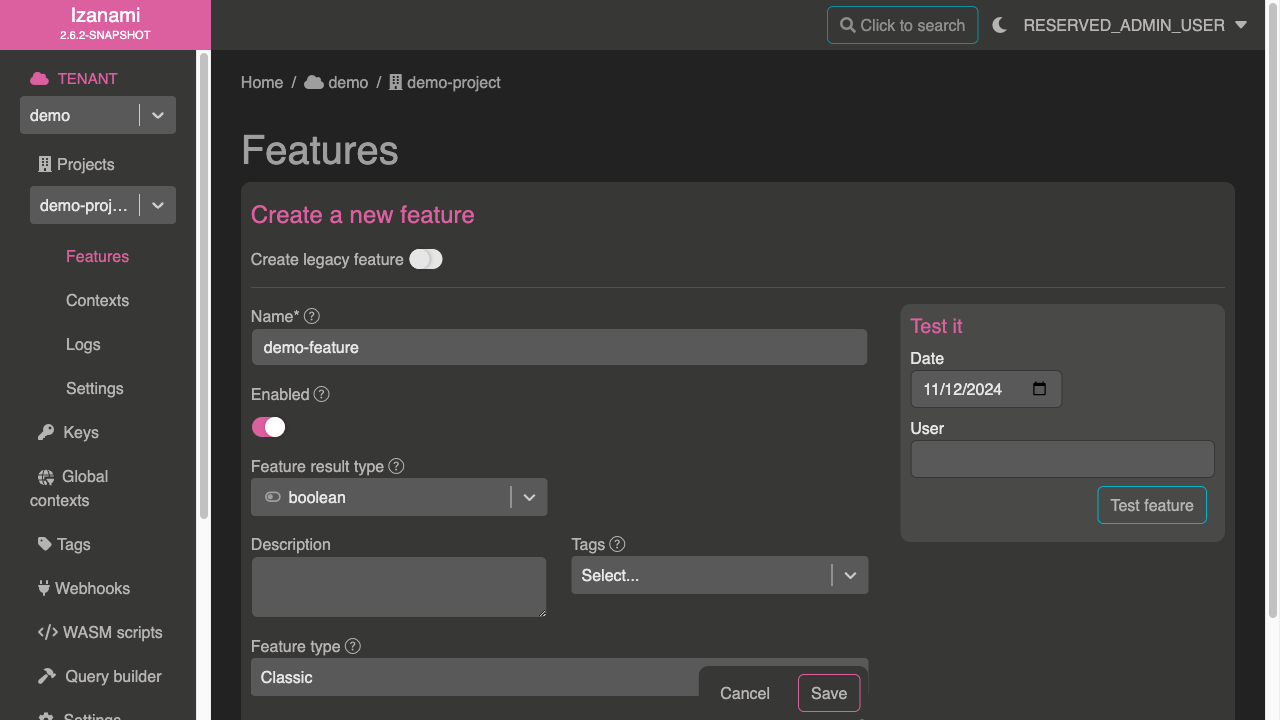 Izanami
2.6.2-SNAPSHOT
Click to search
RESERVED_ADMIN_USER
TENANT
demo
Projects
demo-proj...
Features
Contexts
Logs
Settings
Keys
Global
contexts
Tags
Webhooks
WASM scripts
Query builder
Settings
Home / demo / demo-project
Features
Create a new feature
Create legacy feature
Name*
demo-feature
Enabled
Feature result type
boolean
Description
Tags
Select...
Feature type
Classic
Cancel
Save
Test it
Date
11/12/2024
User
Test feature